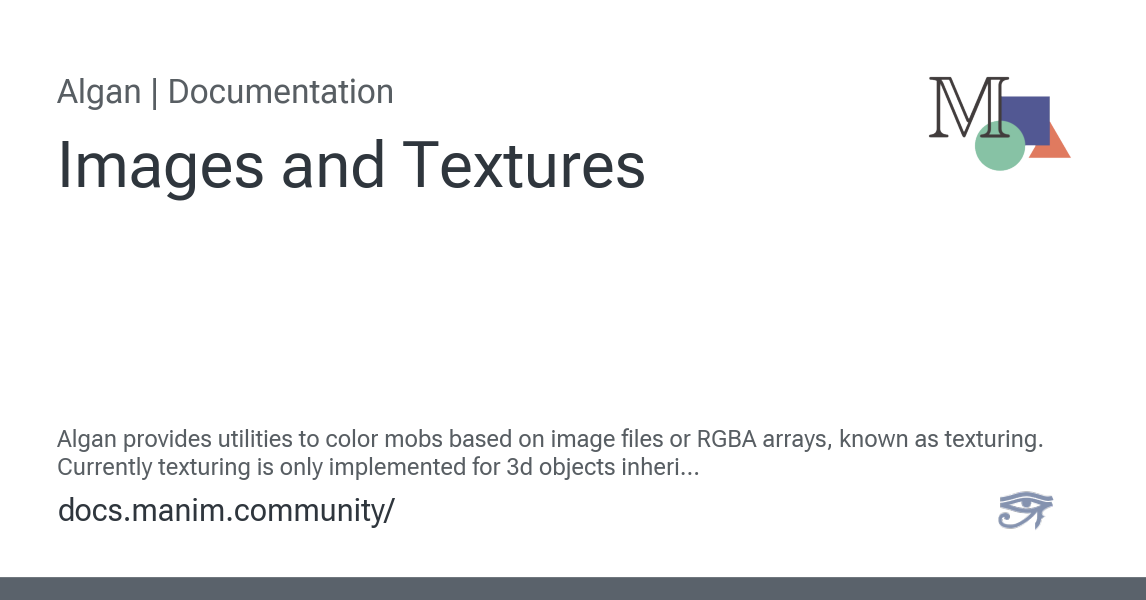 Algan | Documentation
M
Images and Textures
Algan provides utilities to color mobs based on image files or RGBA arrays, known as texturing.
Currently texturing is only implemented for 3d objects inheri...
docs.manim.community/